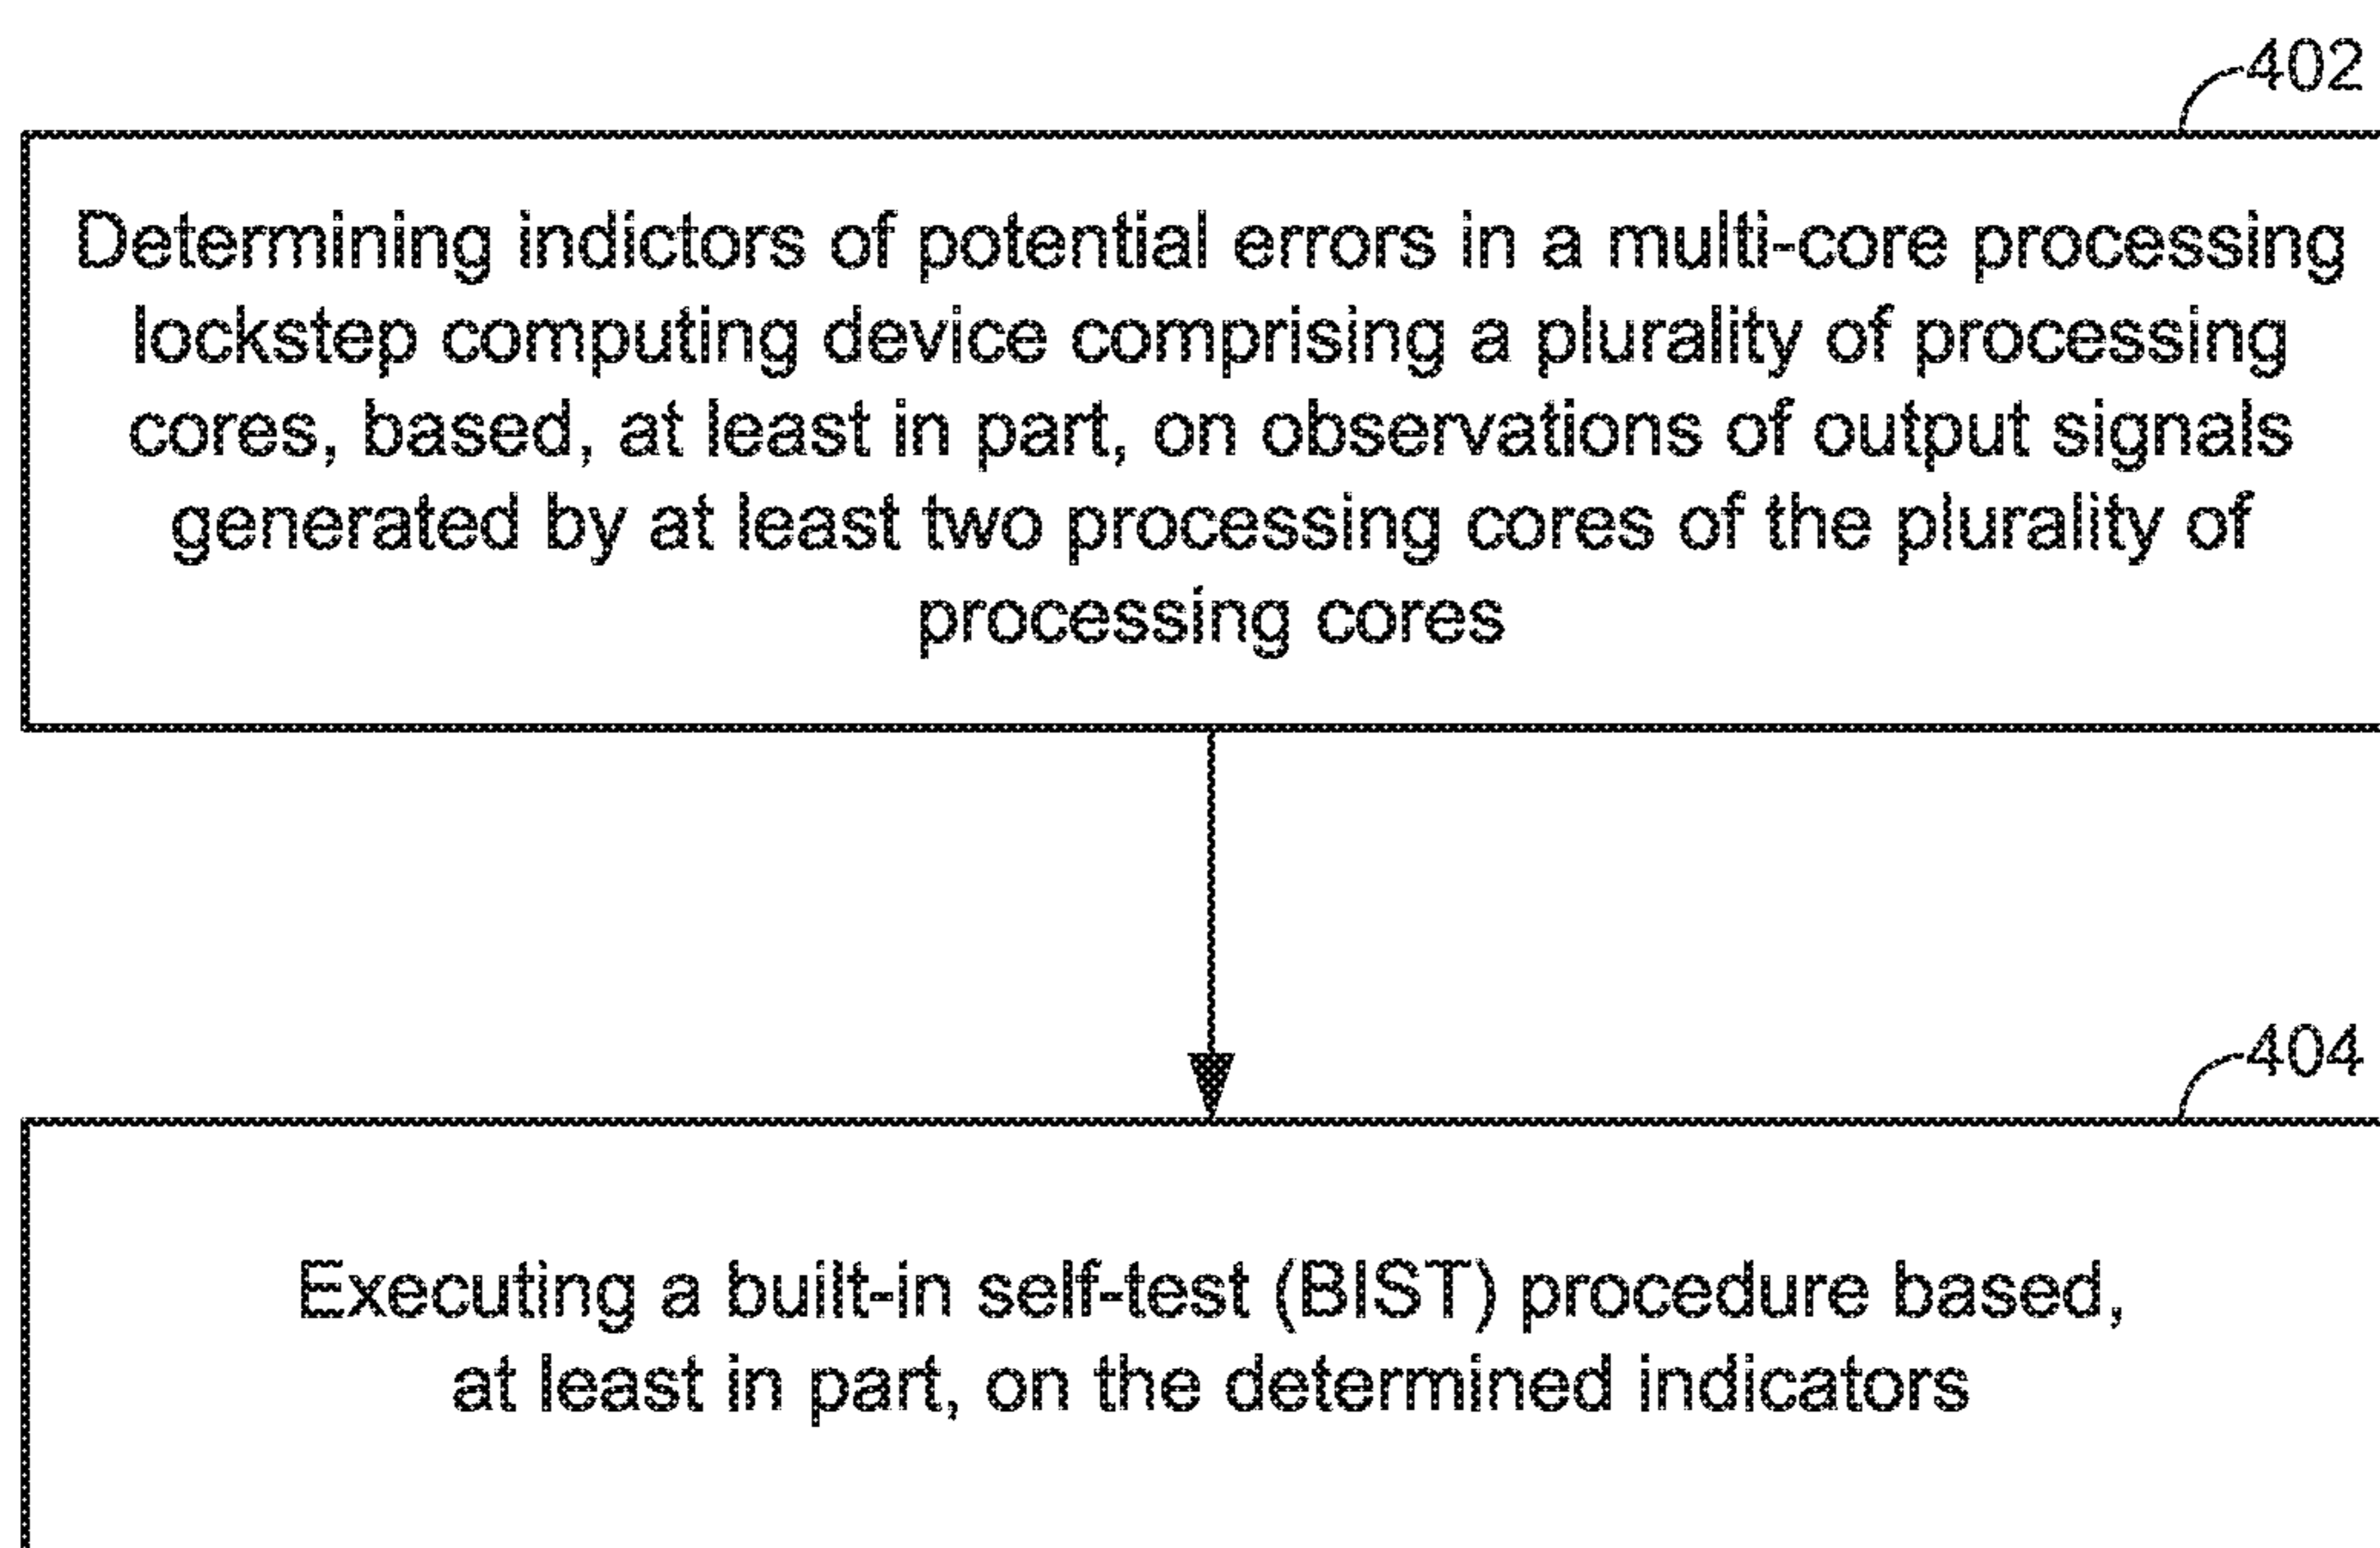 402
Determining indictors of potential errors in a multi-core processing
lockstep computing device comprising a plurality of processing
cores, based, at least in part, on observations of output signals
generated by at least two processing cores of the plurality of
processing cores
404
Executing a built-in self-test (BIST) procedure based,
at least in part, on the determined indicators